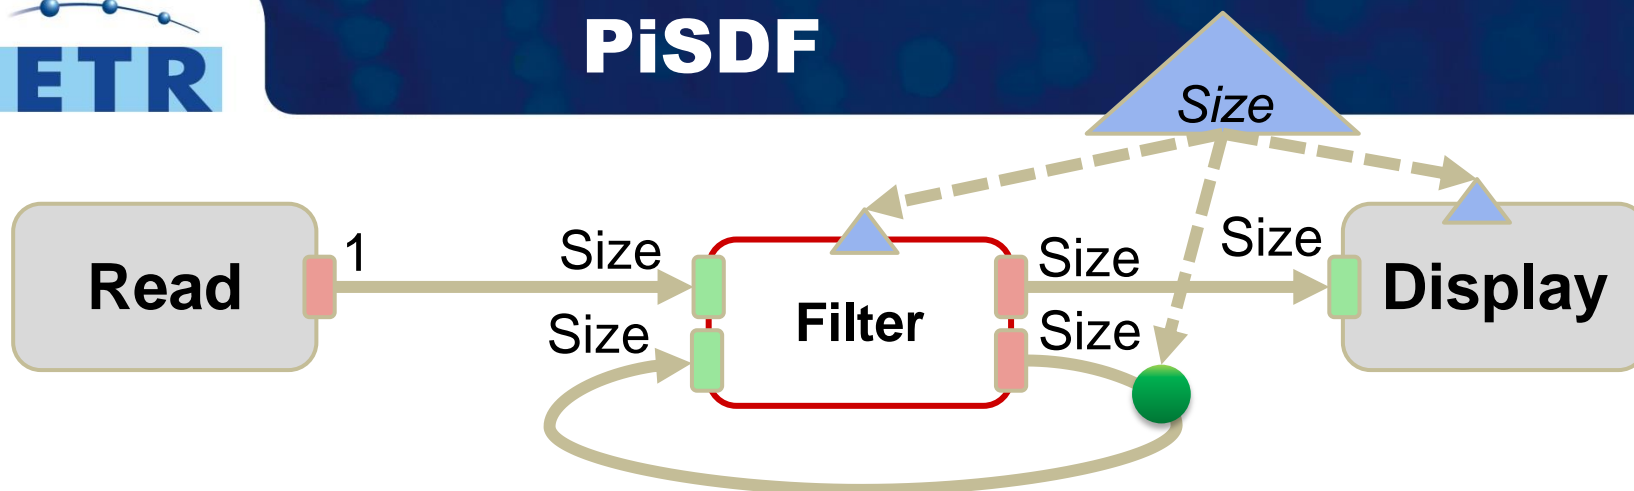 PiSDF
ETR
Size
Read
1
Size
Size
Filter
Size
Size
Size
Display